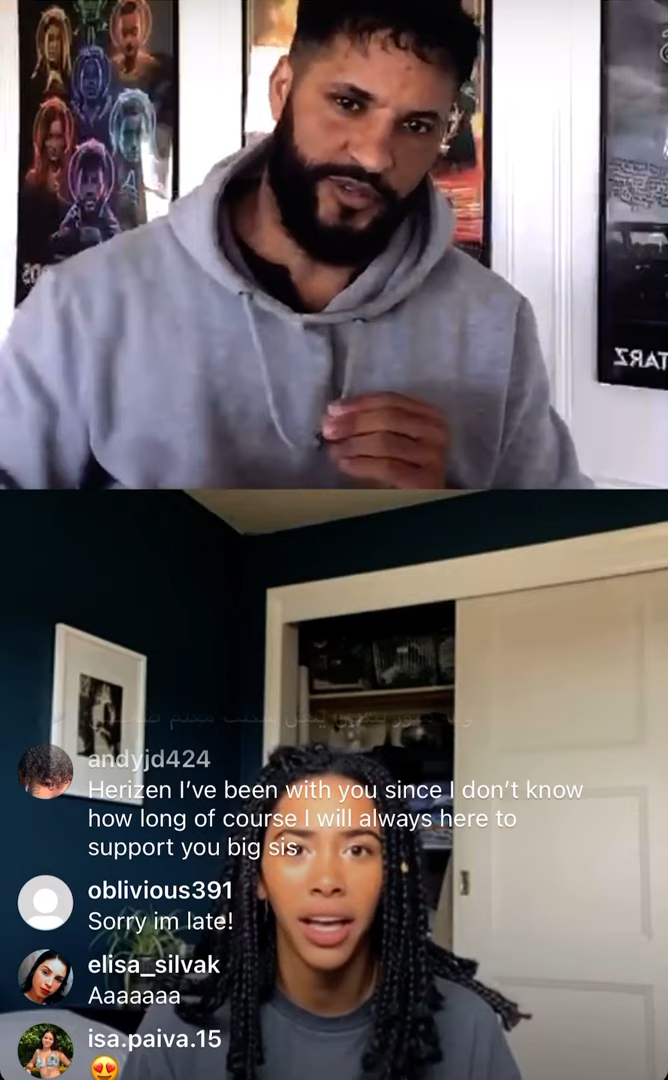 STARZ
andyjd424
Herizen I’ve been with you since I don’t know
how long of course I will always here to
support you big sis
oblivious391
Sorry im late!
elisa_silvak
Aaaaaaa
isa.paiva.15
😍